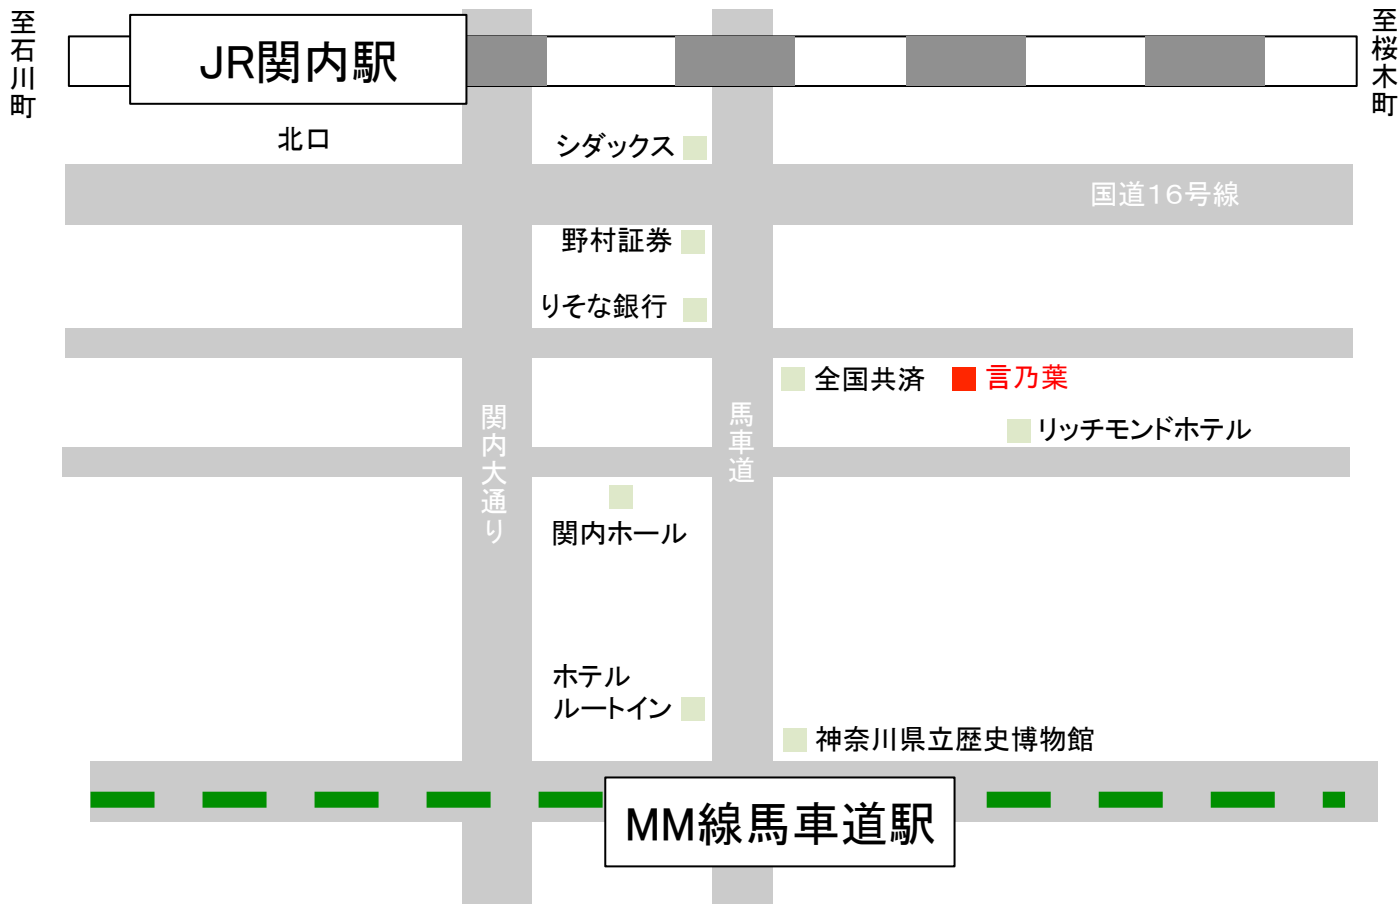 至石川町
JR関内駅
至桜木町
北口
シダックス
国道16号線
野村証券
りそな銀行
全国共済
言乃葉
関内大通り
馬車道
リッチモンドホテル
関内ホール
ホテル
ルートイン
神奈川県立歴史博物館
MM線馬車道駅